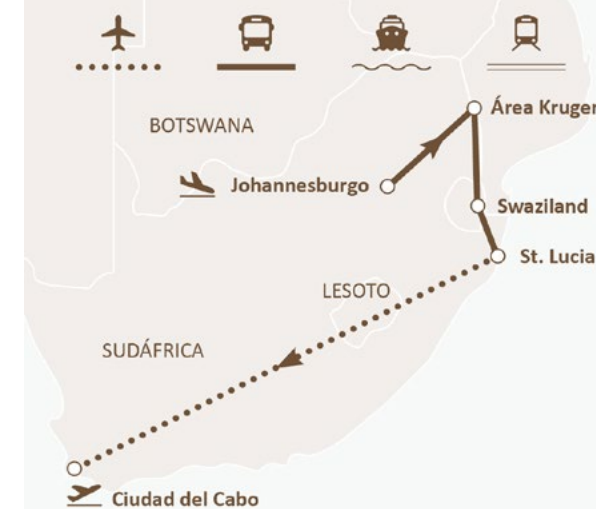 BOTSWANA
Área Kruger
Johannesburgo
Swaziland
St. Lucia
LESOTO
SUDÁFRICA
Ciudad del Cabo